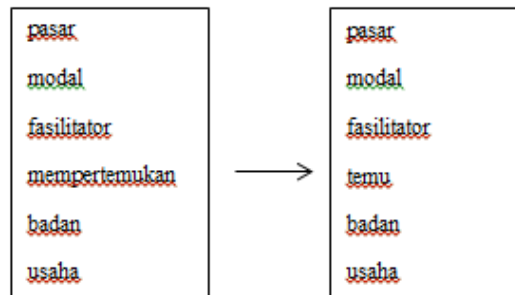 pasar
modal
fasilitator
mempertemukan
badan
usaha
pasar
modal
fasilitator
temu
badan
usaha